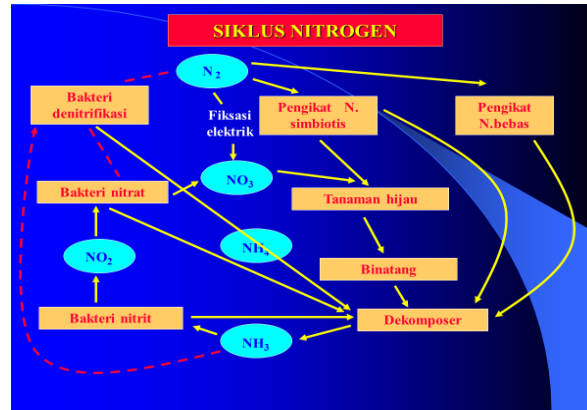 SIKLUS NITROGEN
N2
Bakteri
denitrifikasi
Fiksasi
elektrik
Pengikat N.
simbiotis
Pengikat
N.bebas
Bakteri nitrat
NO3
Tanaman hijau
NO2
NH4
Binatang
Bakteri nitrit
Dekomposer
NH3